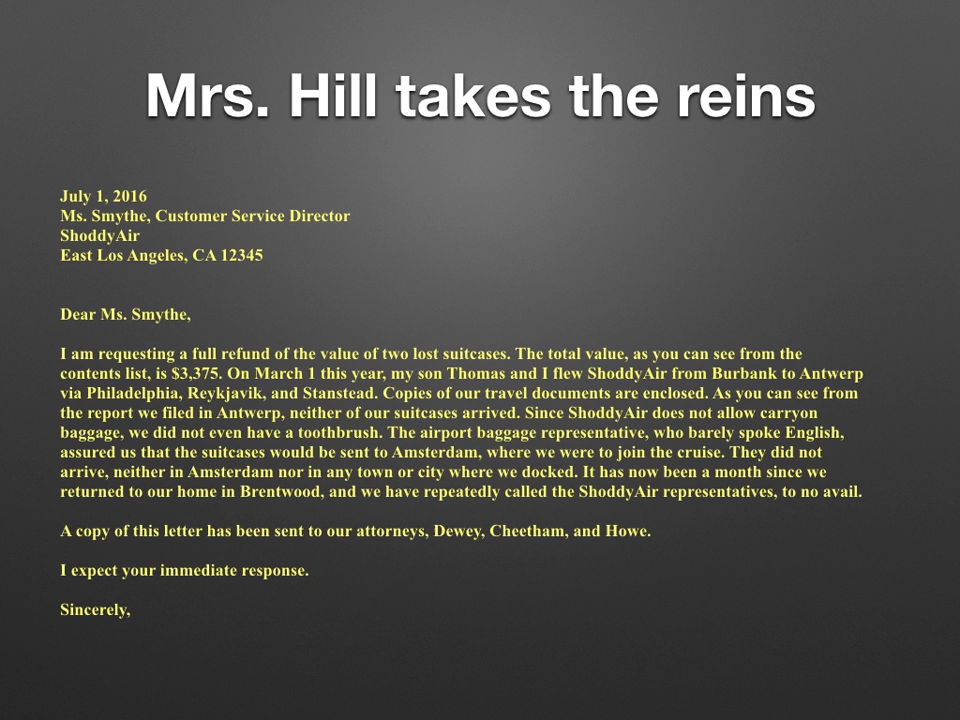 Mrs. Hill takes the reins
July 1, 2016
Ms. Smythe, Customer Service Director
ShoddyAir
East Los Angeles, CA 12345
Dear Ms. Smythe,
I am requesting a full refund of the value of two lost suitcases. The total value, as you can see from the
contents list, is $3,375. On March 1 this year, my son Thomas and I flew ShoddyAir from Burbank to Antwerp
via Philadelphia, Reykjavik, and Stanstead. Copies of our travel documents are enclosed. As you can see from
the report we filed in Antwerp, neither of our suitcases arrived. Since ShoddyAir does not allow carryon
baggage, we did not even have a toothbrush. The airport baggage representative, who barely spoke English,
assured us that the suitcases would be sent to Amsterdam, where we were to join the cruise. They did not
arrive, neither in Amsterdam nor in any town or city where we docked. It has now been a month since we
returned to our home in Brentwood, and we have repeatedly called the ShoddyAir representatives, to no avail.
A copy of this letter has been sent to our attorneys, Dewey, Cheetham, and Howe.
I expect your immediate response.
Sincerely,